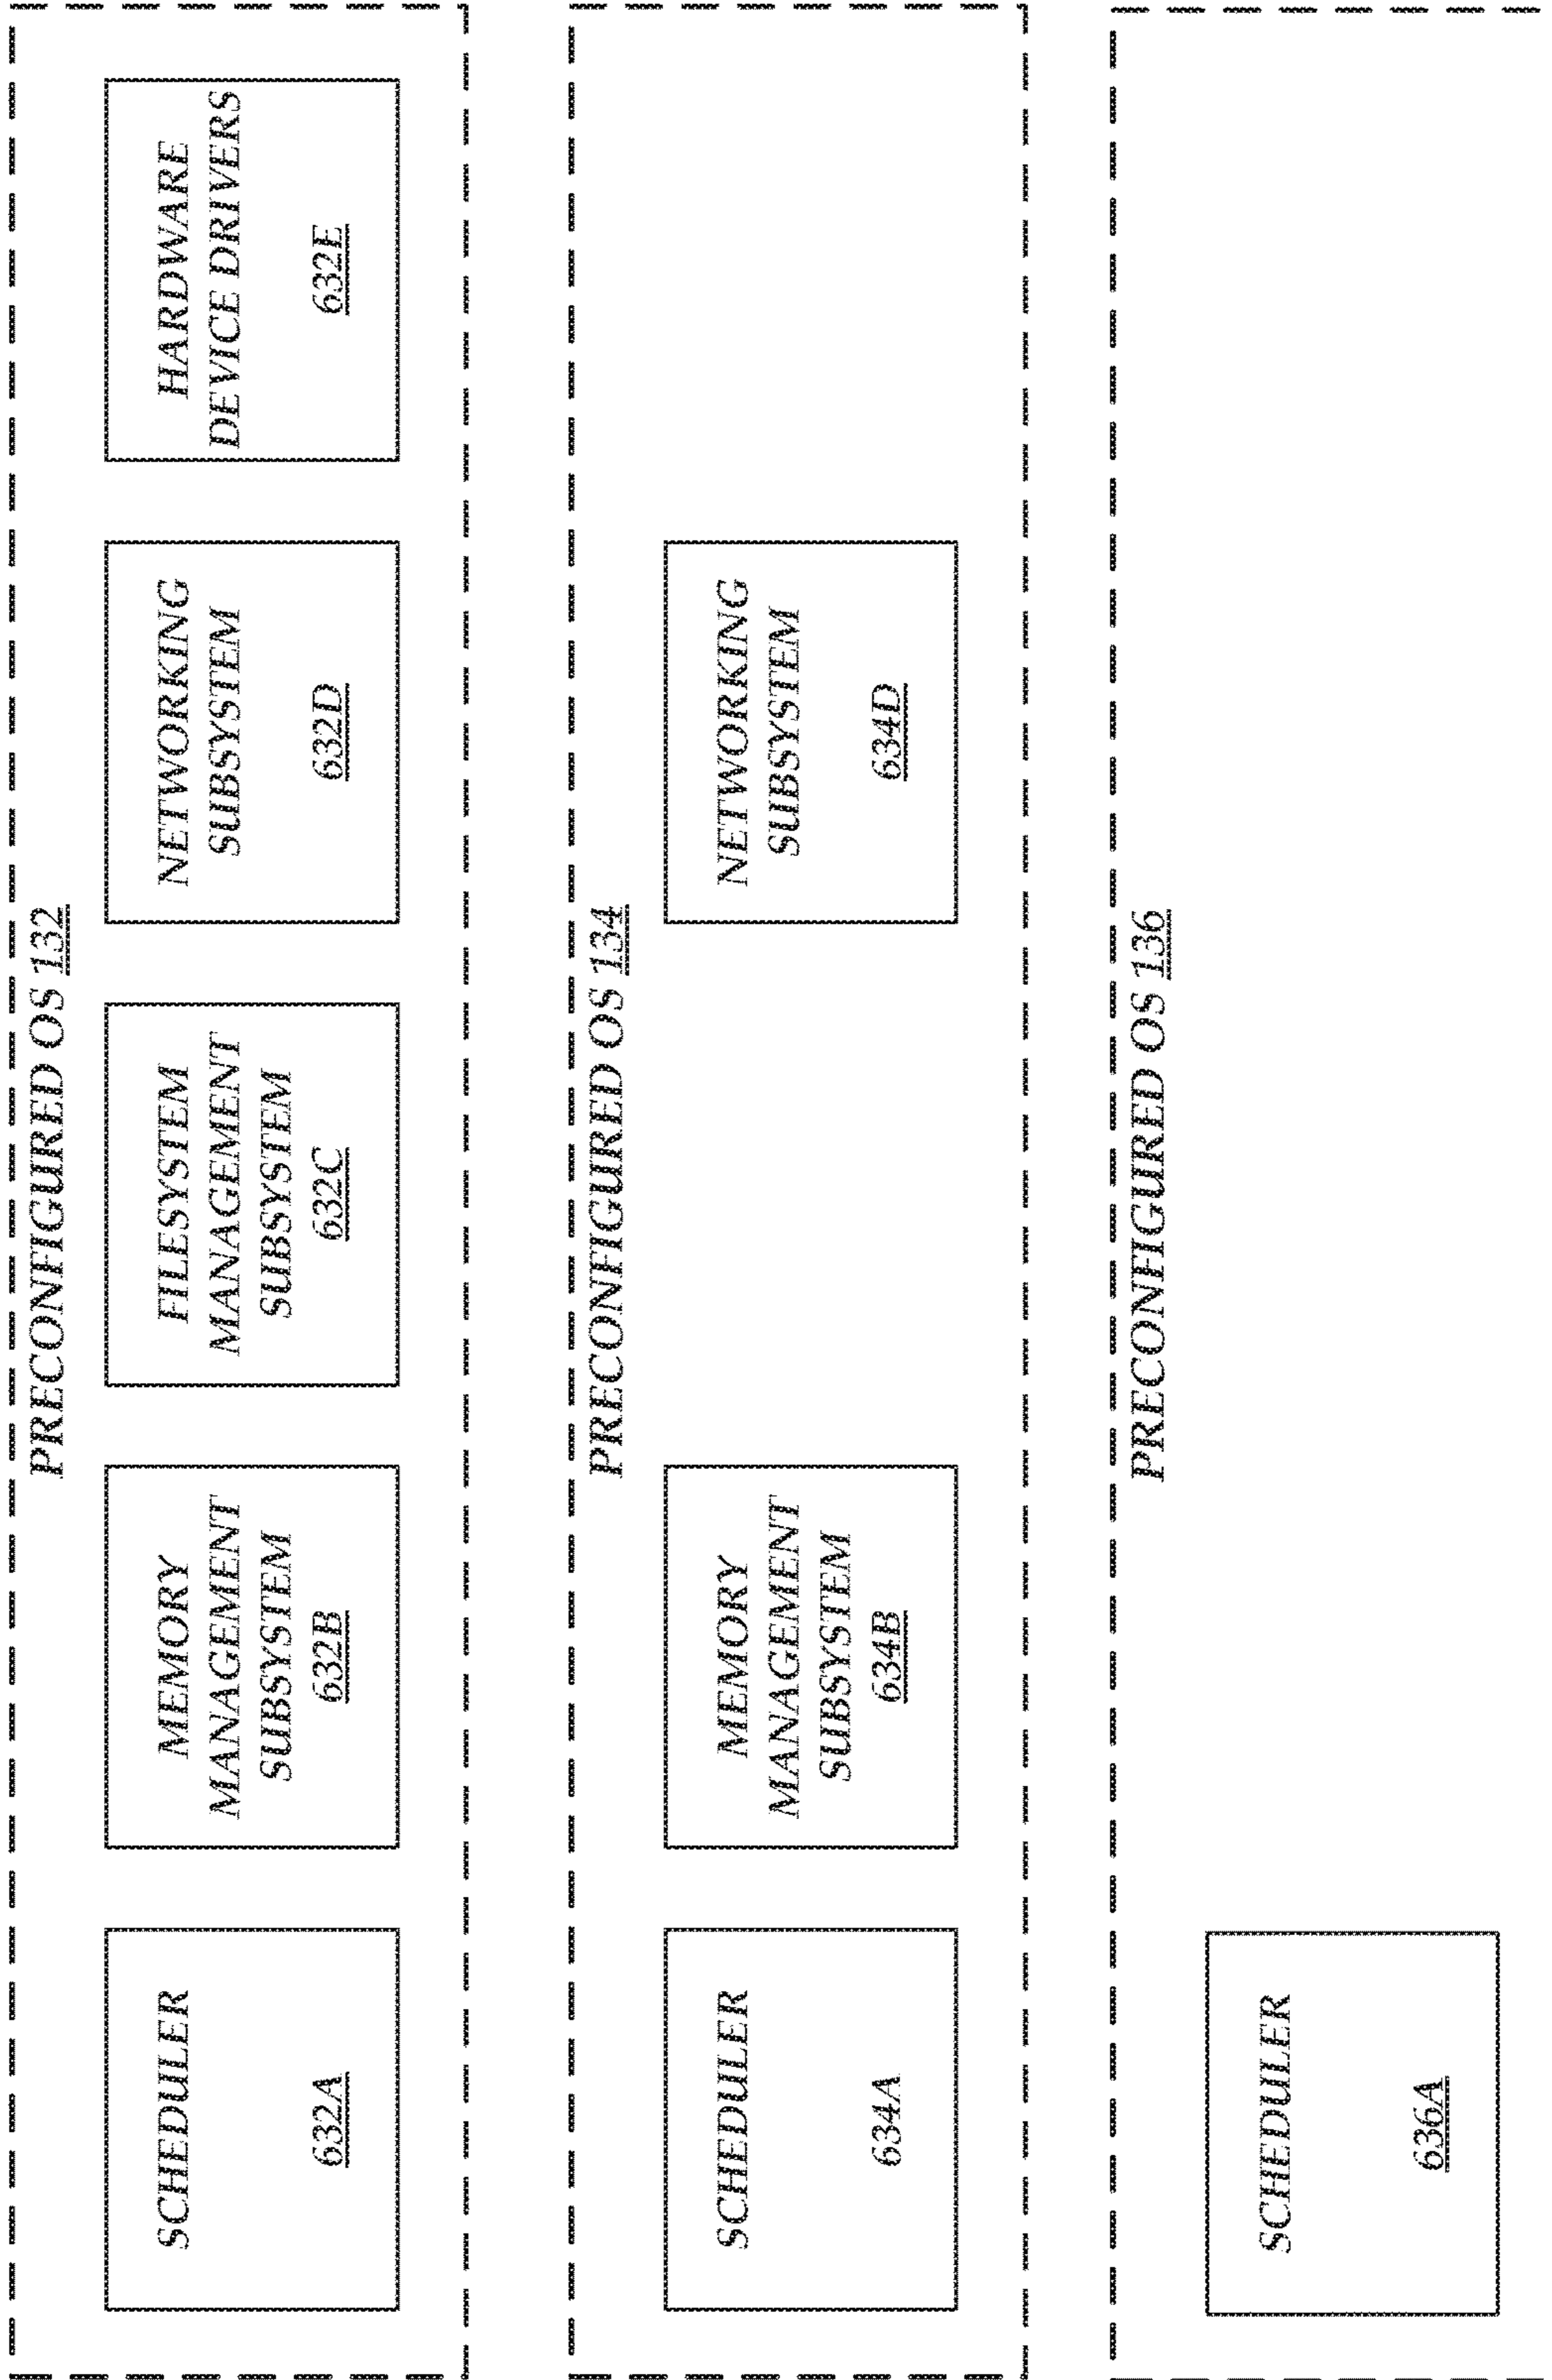 PRECONFIGURED OS 132
SCHEDULER
632A
MEMORY
MANAGEMENT
SUBSYSTEM
632B
FILESYSTEM
MANAGEMENT
SUBSYSTEM
632C
NETWORKING
SUBSYSTEM
632D
HARDWARE
DEVICE DRIVERS
632E
PRECONFIGURED OS 134
SCHEDULER
634A
MEMORY
MANAGEMENT
SUBSYSTEM
634B
NETWORKING
SUBSYSTEM
634D
PRECONFIGURED OS 136
SCHEDULER
636A